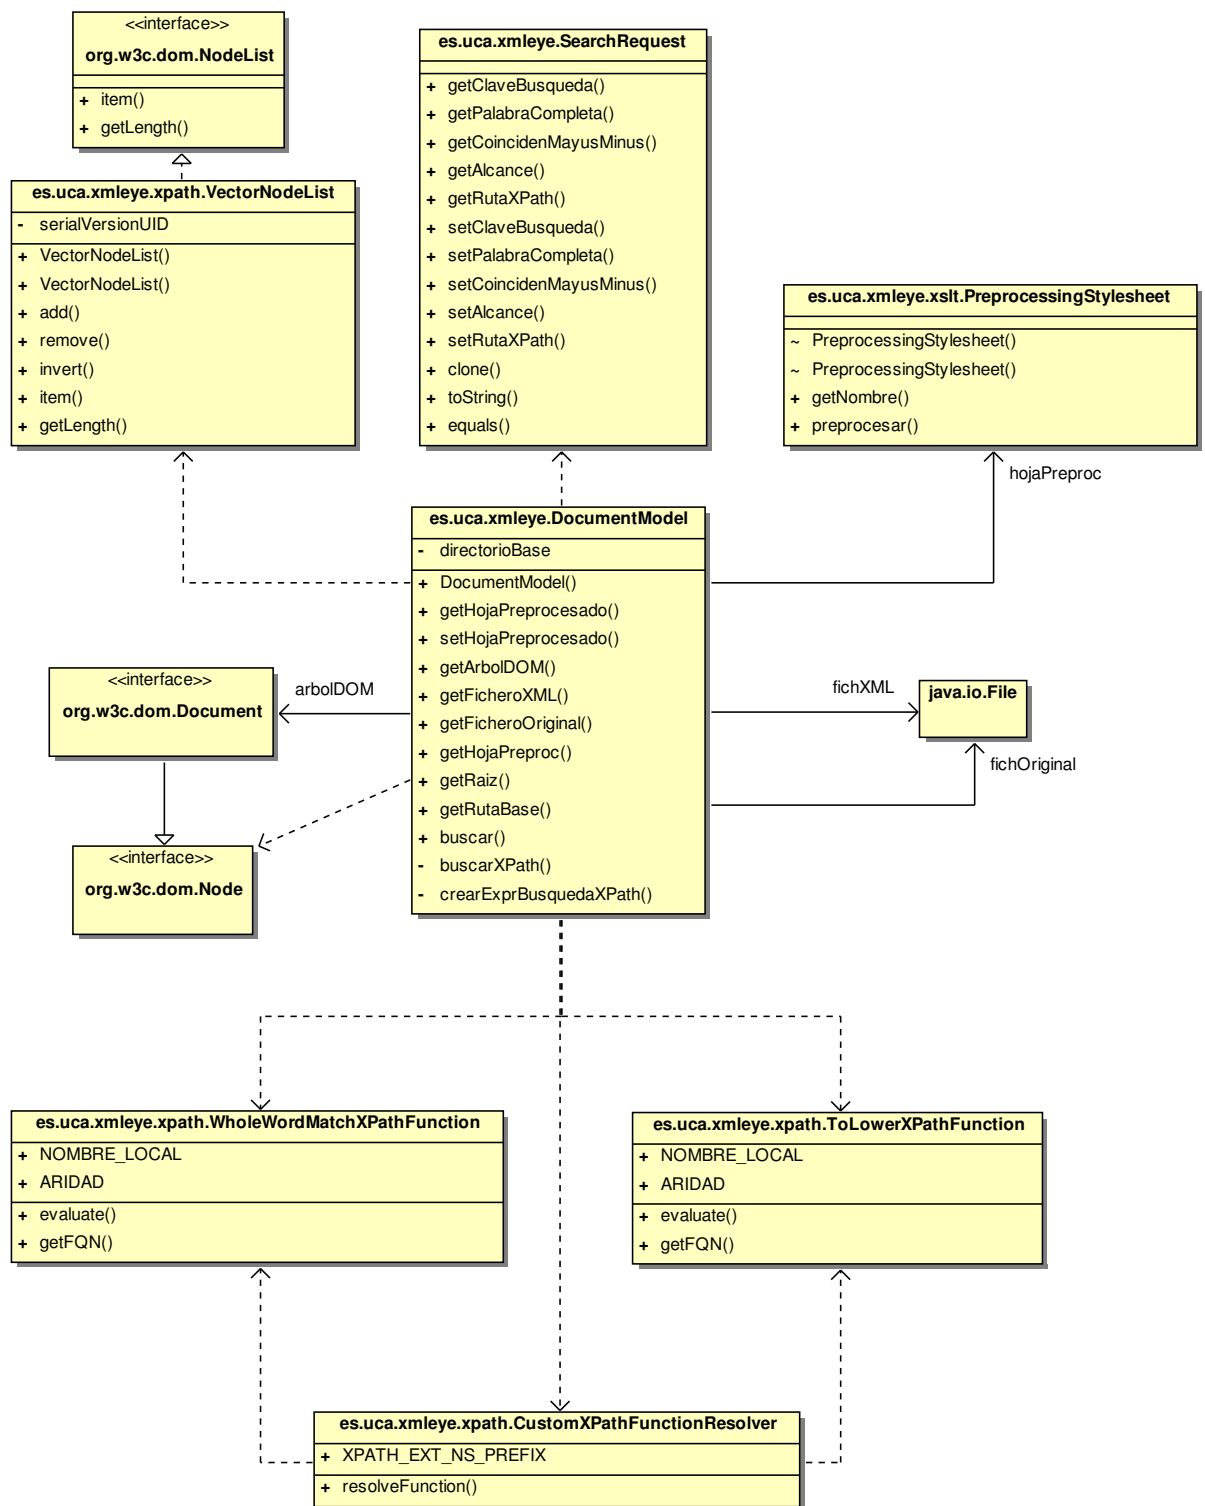 <<interface>>
org.w3c.dom.NodeList
+ item()
+ getLength()
es.uca.xmleye.xpath.VectorNodeList
- serialVersionUID
+ VectorNodeList()
+ VectorNodeList()
+ add()
+ remove()
+ invert()
+ item()
+ getLength()
es.uca.xmleye.SearchRequest
+ getClaveBusqueda()
+ getPalabraCompleta()
+ getCoincidenMayusMinus()
+ getAlcance()
+ getRutaXPath()
+ setClaveBusqueda()
+ setPalabraCompleta()
+ setCoincidenMayusMinus()
+ setAlcance()
+ setRutaXPath()
+ clone()
+ toString()
+ equals()
es.uca.xmleye.xslt.PreprocessingStylesheet
~ PreprocessingStylesheet()
~ PreprocessingStylesheet()
+ getNombre()
+ preprocesar()
hojaPreproc
es.uca.xmleye.DocumentModel
- directorioBase
+ DocumentModel()
+ getHojaPreprocesado()
+ setHojaPreprocesado()
+ getArbolDOM()
+ getFicheroXML()
+ getFicheroOriginal()
+ getHojaPreproc()
+ getRaiz()
+ getRutaBase()
+ buscar()
- buscarXPath()
- crearExprBusquedaXPath()
<<interface>>
org.w3c.dom.Document
arbolDOM
fichXML
java.io.File
fichOriginal
<<interface>>
org.w3c.dom.Node
es.uca.xmleye.xpath.WholeWordMatchXPathFunction
+ NOMBRE_LOCAL
+ ARIDAD
+ evaluate()
+ getFQN()
es.uca.xmleye.xpath.ToLowerXPathFunction
+ NOMBRE_LOCAL
+ ARIDAD
+ evaluate()
+ getFQN()
es.uca.xmleye.xpath.CustomXPathFunctionResolver
+ XPATH_EXT_NS_PREFIX
+ resolveFunction()